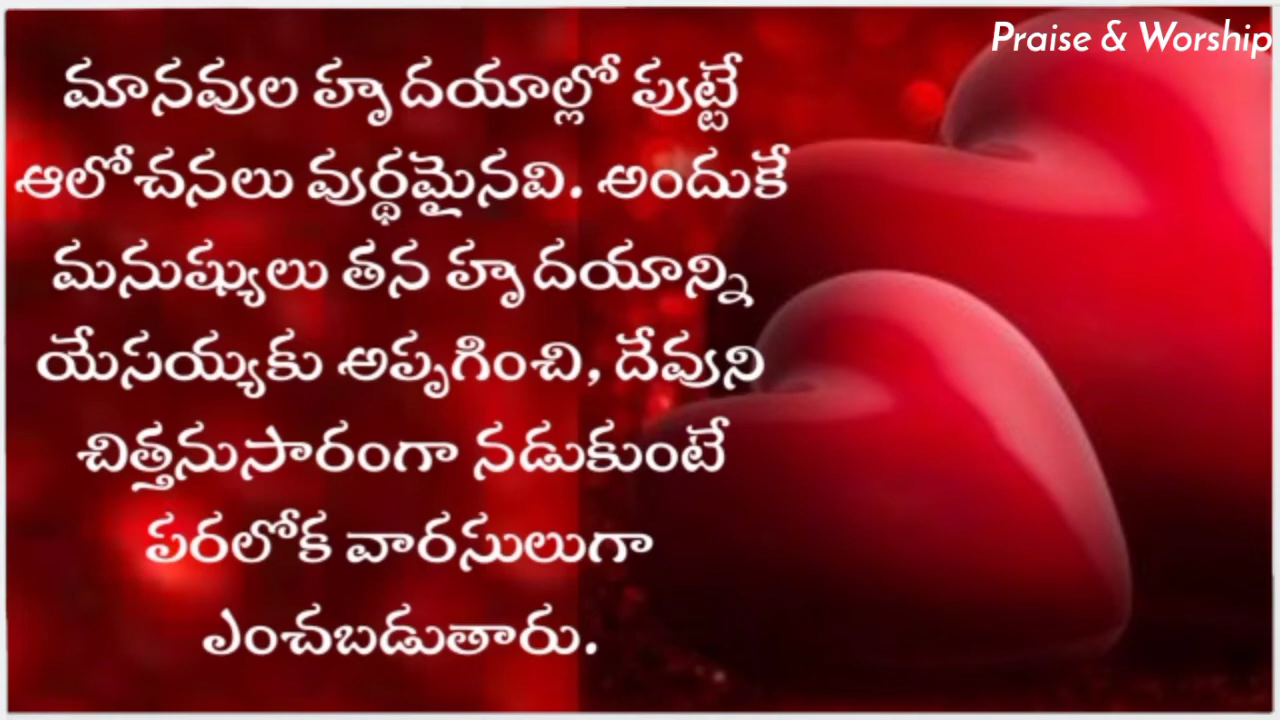 Praise & Worship
మానవుల హృదయాల్లో పుట్టే
ఆలోచనలు వ్యర్థమైనవి. అందుకే
మనుష్యులు తన హృదయాన్ని
యేసయ్యకు అప్పగించి, దేవుని
చిత్తనుసారంగా నడుకుంటే
పరలోక వారసులుగా
ఎంచబడుతారు.